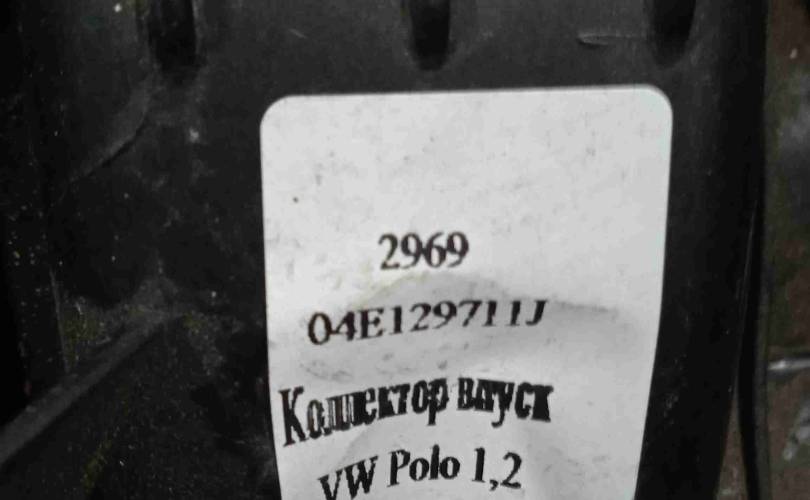 2969
04E129711J
Коллектор впуск
VW Polo 1,2